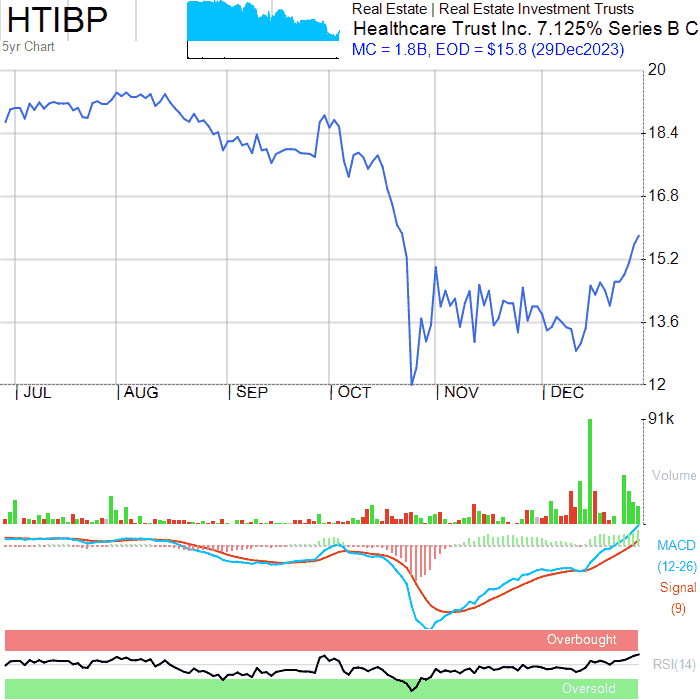 HTIBP
5yr Chart
Real Estate | Real Estate Investment Trusts
Healthcare Trust Inc. 7.125% Series B C
MC = 1.8B, EOD = $15.8 (29Dec2023)
20
18.4
16.8
15.2
13.6
12
JUL AUG SEP OCT NOV DEC
91k
Volume
MACD
(12-26)
Signal
(9)
Overbought
RSI(14)
Oversold